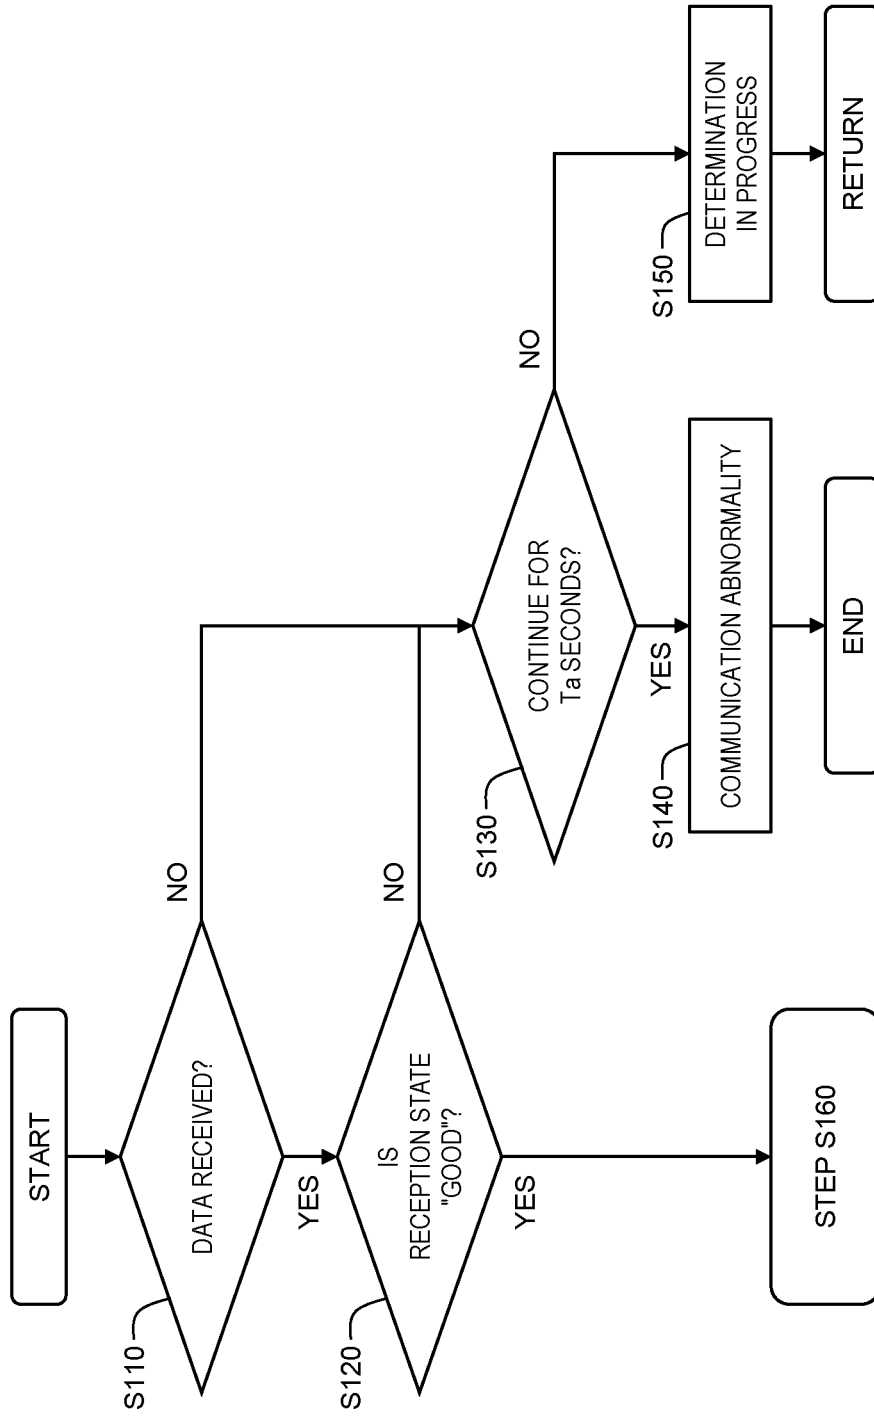 START
S110
DATA RECEIVED?
NO
YES
S120
IS
RECEPTION STATE
"GOOD"?
NO
YES
S130
CONTINUE FOR
Ta SECONDS?
NO
YES
S140
COMMUNICATION ABNORMALITY
S150
DETERMINATION
IN PROGRESS
STEP S160
END
RETURN